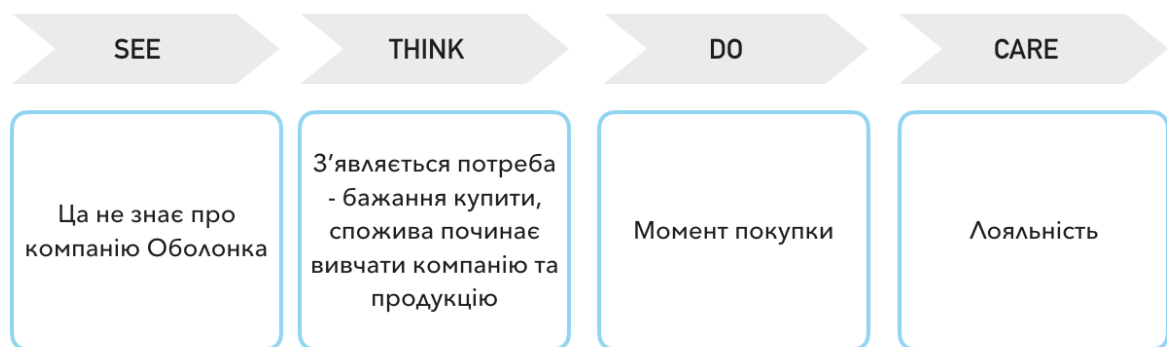 SEE
THINK
DO
CARE
Ца не знає про
компанію Оболонка
З’являється потреба
- бажання купити,
спожива починає
вивчати компанію та
продукцію
Момент покупки
Лояльність